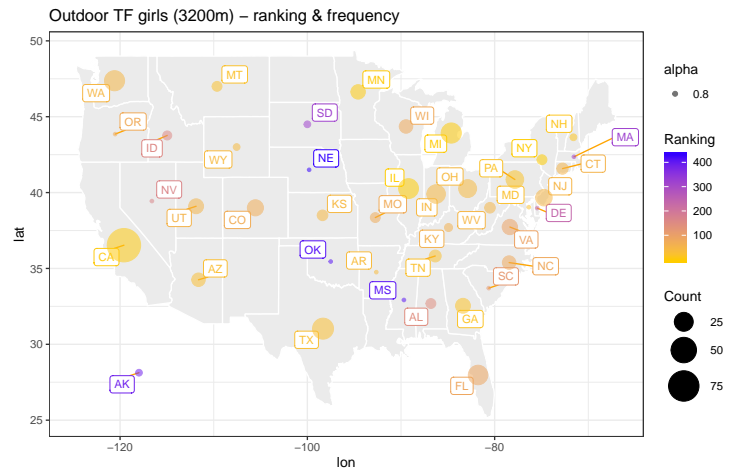 Outdoor TF girls (3200m) − ranking & frequency
50
45
40
35
30
25
lat
−120
−100
−80
lon
MT
MN
WA
OR
SD
WI
NH
MA
ID
MI
NY
WY
NE
CT
IL
OH
PA
NV
KS
MO
IN
MD
NJ
UT
CO
WV
DE
KY
VA
CA
OK
AR
TN
NC
AZ
MS
SC
AL
GA
TX
AK
FL
alpha
0.8
Ranking
400
300
200
100
Count
25
50
75